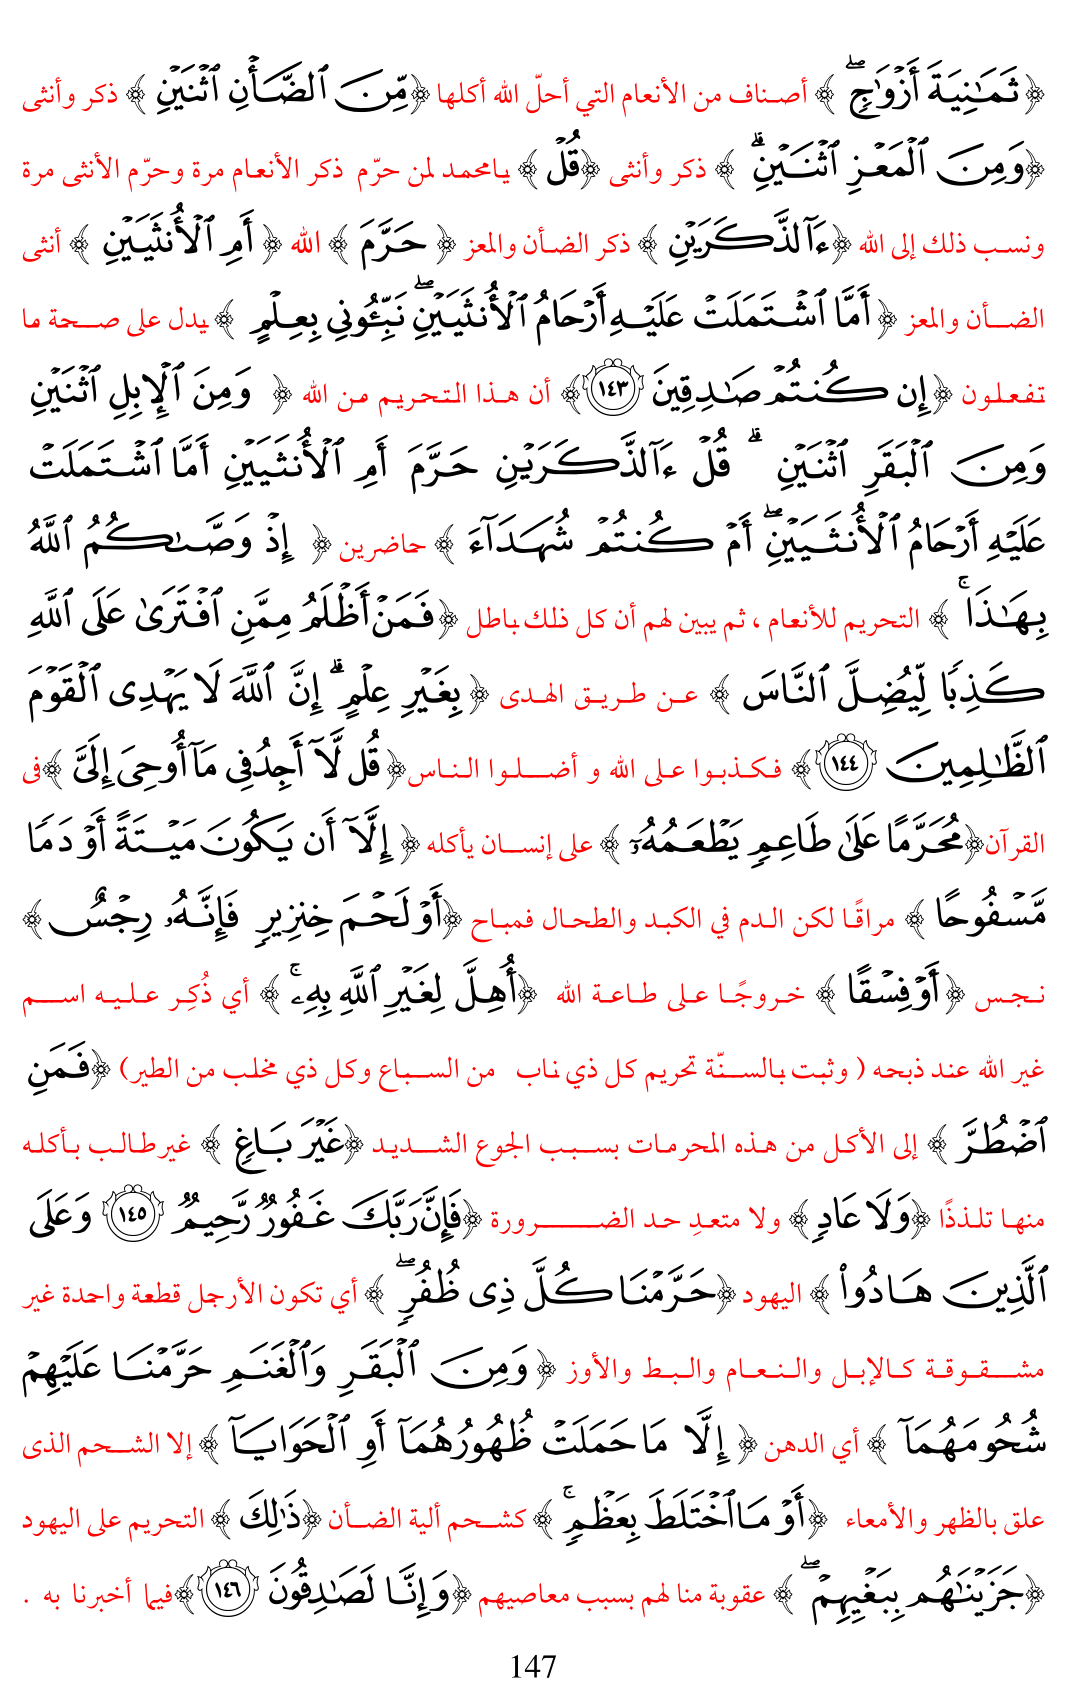 ﴿ثَمَٰنِيَةَ أَزۡوَٰجٖۖ ﴾ أصناف من الأنعام التي أحلّ الله أكلها ﴿مِّنَ ٱلضَّأۡنِ ٱثۡنَيۡنِ ﴾ ذكر وأنثى
﴿وَمِنَ ٱلۡمَعۡزِ ٱثۡنَيۡنِۗ ﴾ ذكر وأنثى ﴿قُلۡ ﴾ يامحمد لمن حرّم ذكر الأنعام مرة وحرّم الأنثى مرة
ونسب ذلك إلى الله ﴿ءَآلذَّكَرَيۡنِ ﴾ ذكر الضأن والمعز ﴿ حَرَّمَ ﴾ الله ﴿ أَمِ ٱلۡأُنثَيَيۡنِ ﴾ أنثى
الضأن والمعز ﴿ أَمَّا ٱشۡتَمَلَتۡ عَلَيۡهِ أَرۡحَامُ ٱلۡأُنثَيَيۡنِۖ نَبِّـُٔونِي بِعِلۡمٍ ﴾ يدل على صحة ما
تفعلون ﴿إِن كُنتُمۡ صَٰدِقِينَ ١٤٣﴾ أن هذا التحريم من الله ﴿ وَمِنَ ٱلۡإِبِلِ ٱثۡنَيۡنِ
وَمِنَ ٱلۡبَقَرِ ٱثۡنَيۡنِۗ قُلۡ ءَآلذَّكَرَيۡنِ حَرَّمَ أَمِ ٱلۡأُنثَيَيۡنِ أَمَّا ٱشۡتَمَلَتۡ
عَلَيۡهِ أَرۡحَامُ ٱلۡأُنثَيَيۡنِۖ أَمۡ كُنتُمۡ شُهَدَآءَ ﴾ حاضرين ﴿ إِذۡ وَصَّىٰكُمُ ٱللَّهُ
بِهَٰذَاۚ ﴾ التحريم للأنعام ، ثم يبين لهم أن كل ذلك باطل ﴿فَمَنۡ أَظۡلَمُ مِمَّنِ ٱفۡتَرَىٰ عَلَى ٱللَّهِ
كَذِبٗا لِّيُضِلَّ ٱلنَّاسَ ﴾ عن طريق الهدى ﴿بِغَيۡرِ عِلۡمٍۗ إِنَّ ٱللَّهَ لَا يَهۡدِي ٱلۡقَوۡمَ
ٱلظَّٰلِمِينَ ١٤٤﴾ فكذبوا على الله و أضلوا الناس﴿قُل لَّآ أَجِدُ فِي مَآ أُوحِيَ إِلَيَّ ﴾فى
القرآن﴿مُحَرَّمًا عَلَىٰ طَاعِمٖ يَطۡعَمُهُۥٓ ﴾ على إنسان يأكله ﴿ إِلَّآ أَن يَكُونَ مَيۡتَةً أَوۡ دَمٗا
مَّسۡفُوحًا ﴾ مراقًا لكن الدم في الكبد والطحال فمباح ﴿أَوۡ لَحۡمَ خِنزِيرٖ فَإِنَّهُۥ رِجۡسٌ ﴾
نجس ﴿أَوۡ فِسۡقًا ﴾ خروجًا على طاعة الله ﴿أُهِلَّ لِغَيۡرِ ٱللَّهِ بِهِۦۚ ﴾ أي ذُكِر عليه اسم
غير الله عند ذبحه ( وثبت بالسنّة تحريم كل ذي ناب من السباع وكل ذي مخلب من الطير) ﴿فَمَنِ
ٱضۡطُرَّ ﴾ إلى الأكل من هذه المحرمات بسبب الجوع الشديد ﴿غَيۡرَ بَاغٖ ﴾ غيرطالب بأكله
منها تلذذًا ﴿وَلَا عَادٖ ﴾ ولا متعدِ حد الضرورة ﴿فَإِنَّ رَبَّكَ غَفُورٞ رَّحِيمٞ ١٤٥ وَعَلَى
ٱلَّذِينَ هَادُواْ ﴾ اليهود ﴿حَرَّمۡنَا كُلَّ ذِي ظُفُرٖۖ ﴾ أي تكون الأرجل قطعة واحدة غير
مشقوقة كالإبل والنعام والبط والأوز ﴿ وَمِنَ ٱلۡبَقَرِ وَٱلۡغَنَمِ حَرَّمۡنَا عَلَيۡهِمۡ
شُحُومَهُمَآ ﴾ أي الدهن ﴿ إِلَّا مَا حَمَلَتۡ ظُهُورُهُمَآ أَوِ ٱلۡحَوَايَآ ﴾ إلا الشحم الذى
علق بالظهر والأمعاء ﴿أَوۡ مَا ٱخۡتَلَطَ بِعَظۡمٖۚ ﴾ كشحم ألية الضأن ﴿ذَٰلِكَ ﴾ التحريم على اليهود
﴿جَزَيۡنَٰهُم بِبَغۡيِهِمۡۖ ﴾ عقوبة منا لهم بسبب معاصيهم ﴿وَإِنَّا لَصَٰدِقُونَ ١٤٦﴾فيما أخبرنا به .
147